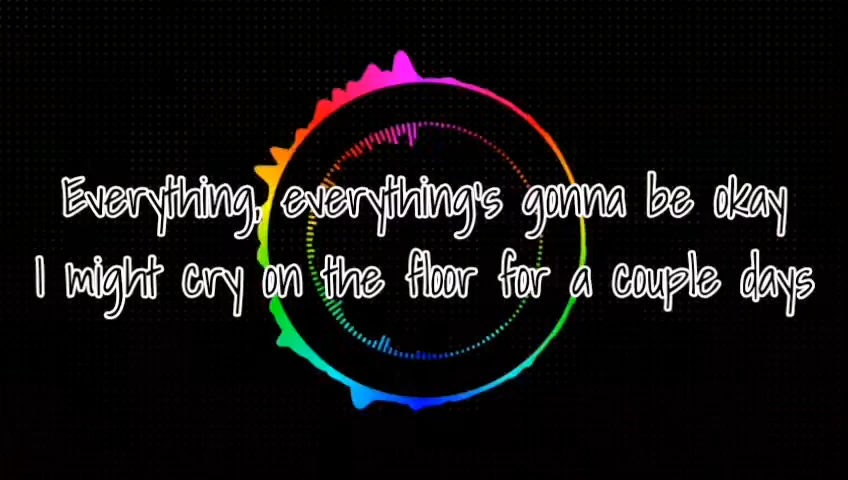 Everything, everything's gonna be okay
I might cry on the floor for a couple days